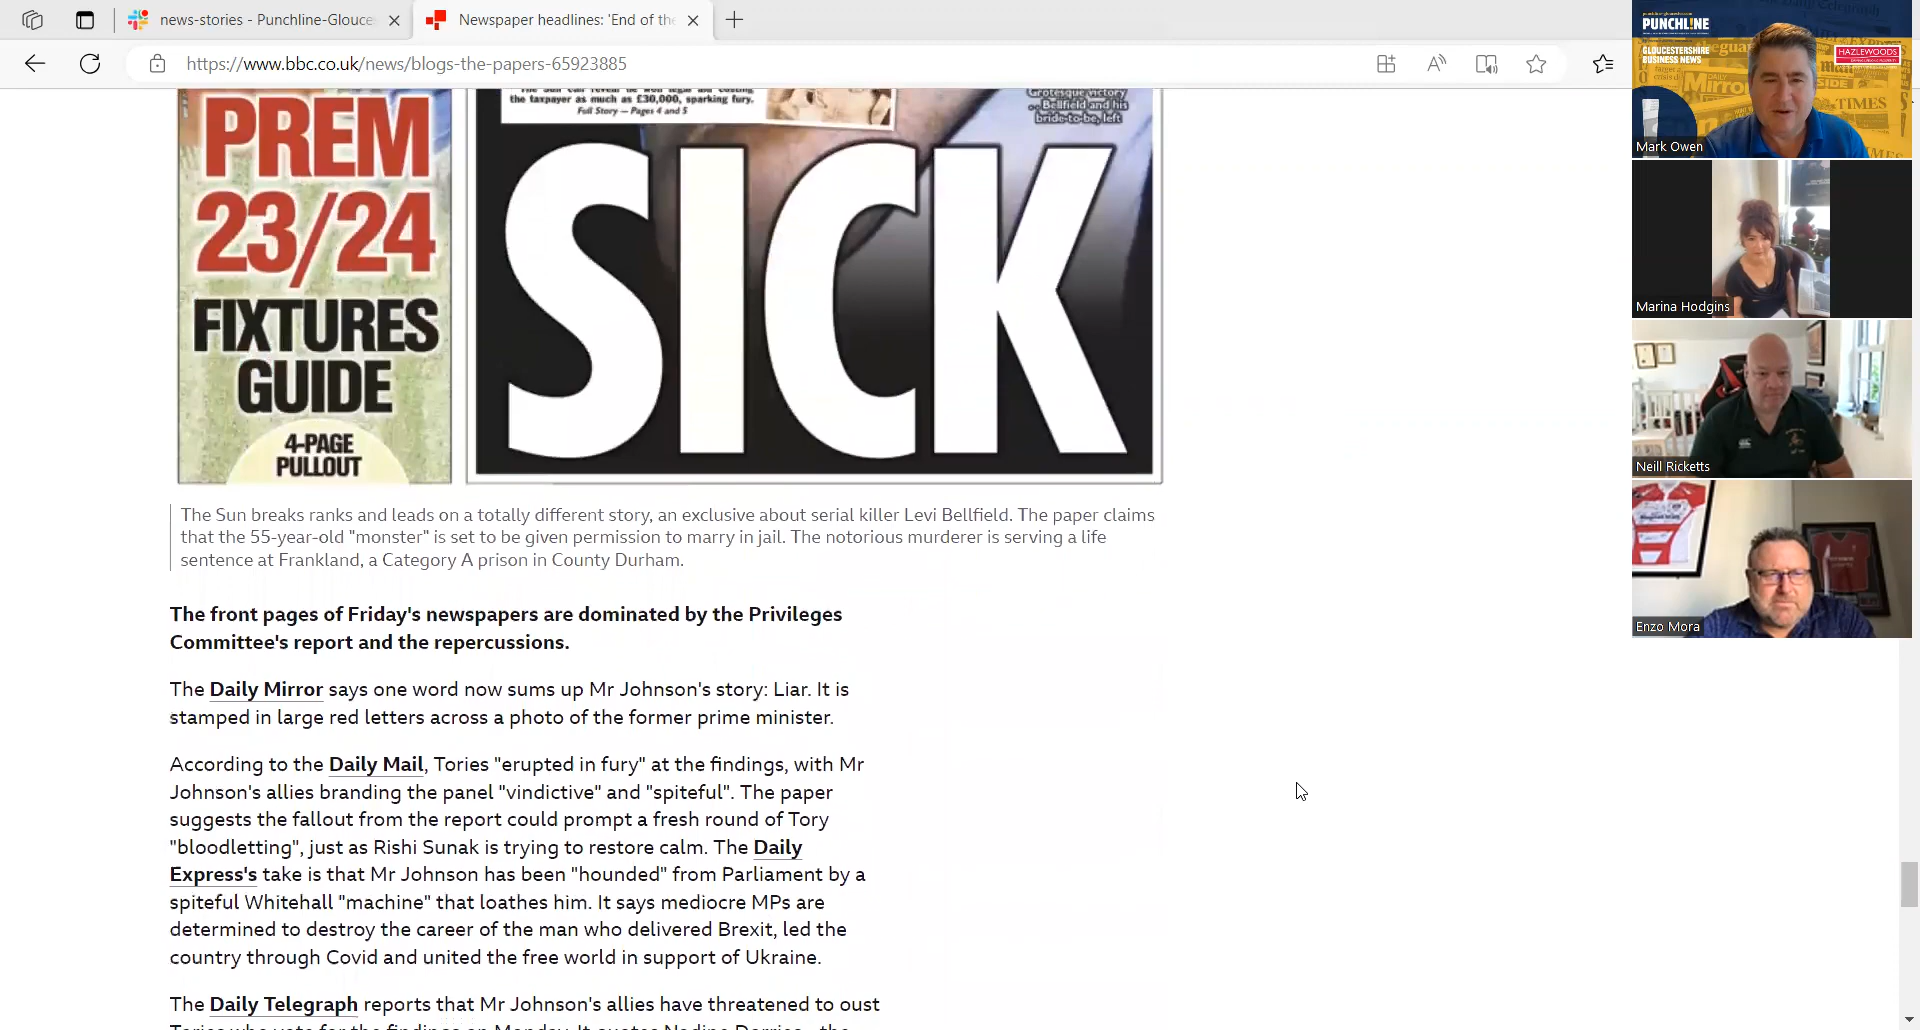 news-stories - Punchline-Glouce
Newspaper headlines: 'End of the
https://www.bbc.co.uk/news/blogs-the-papers-65923885
PREM
23/24
FIXTURES
GUIDE
4-PAGE
PULLOUT
the taxpayer as much as £30,000, sparking fury.
Full Story — Pages 4 and 5
Grotesque victory
Bellfield and his
bride-to-be, left
SICK
The Sun breaks ranks and leads on a totally different story, an exclusive about serial killer Levi Bellfield. The paper claims
that the 55-year-old "monster" is set to be given permission to marry in jail. The notorious murderer is serving a life
sentence at Frankland, a Category A prison in County Durham.
The front pages of Friday's newspapers are dominated by the Privileges
Committee's report and the repercussions.
The Daily Mirror says one word now sums up Mr Johnson's story: Liar. It is
stamped in large red letters across a photo of the former prime minister.
According to the Daily Mail, Tories "erupted in fury" at the findings, with Mr
Johnson's allies branding the panel "vindictive" and "spiteful". The paper
suggests the fallout from the report could prompt a fresh round of Tory
"bloodletting", just as Rishi Sunak is trying to restore calm. The Daily
Express's take is that Mr Johnson has been "hounded" from Parliament by a
spiteful Whitehall "machine" that loathes him. It says mediocre MPs are
determined to destroy the career of the man who delivered Brexit, led the
country through Covid and united the free world in support of Ukraine.
The Daily Telegraph reports that Mr Johnson's allies have threatened to oust
PUNCHL!NE
GLOUCESTERSHIRE
BUSINESS NEWS
HAZLEWOODS
Mirror
TIMES
Mark Owen
Marina Hodgins
Neill Ricketts
Enzo Mora